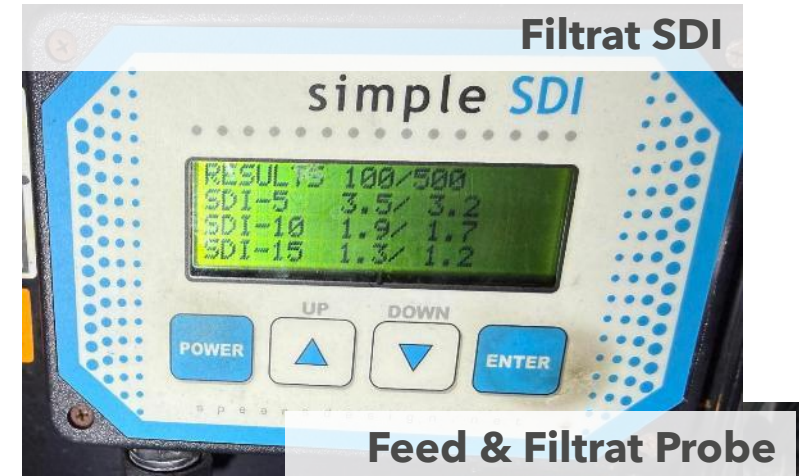 Filtrat SDI
simple SDI
RESULTS 100/500
SDI-5 3.5/ 3.2
SDI-10 1.9/ 1.7
SDI-15 1.3/ 1.2
UP DOWN
POWER ENTER
Feed & Filtrat Probe